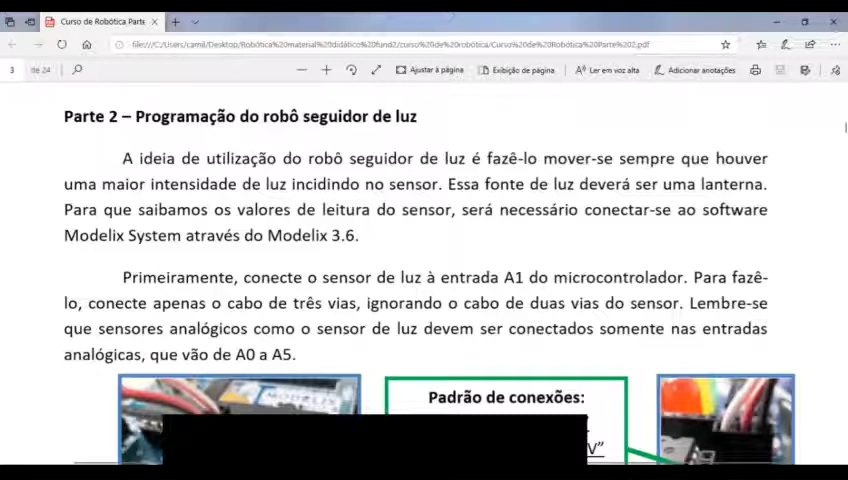 Curso de Robótica Parte
file:///C:/Users/camil/Desktop/Robótica%20material%20didático%20fund2/curso%20de%20robótica/Curso%20de%20Robótica%20Parte%202.pdf
3 de 24
Ajustar à página
Exibição de página
Ler em voz alta
Adicionar anotações
Parte 2 – Programação do robô seguidor de luz
A ideia de utilização do robô seguidor de luz é fazê-lo mover-se sempre que houver
uma maior intensidade de luz incidindo no sensor. Essa fonte de luz deverá ser uma lanterna.
Para que saibamos os valores de leitura do sensor, será necessário conectar-se ao software
Modelix System através do Modelix 3.6.
Primeiramente, conecte o sensor de luz à entrada A1 do microcontrolador. Para fazê-
lo, conecte apenas o cabo de três vias, ignorando o cabo de duas vias do sensor. Lembre-se
que sensores analógicos como o sensor de luz devem ser conectados somente nas entradas
analógicas, que vão de A0 a A5.
MODELIX
Padrão de conexões:
V"